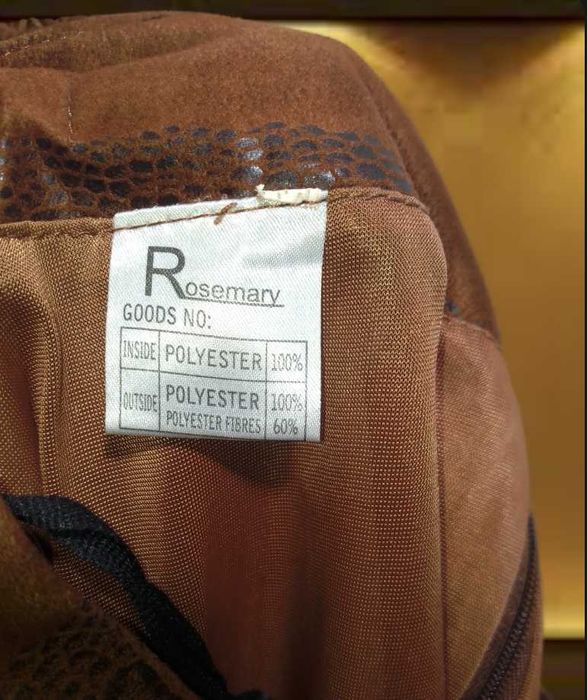 Rosemary
GOODS NO:
INSIDE POLYESTER 100%
OUTSIDE POLYESTER 100%
POLYESTER FIBRES 60%